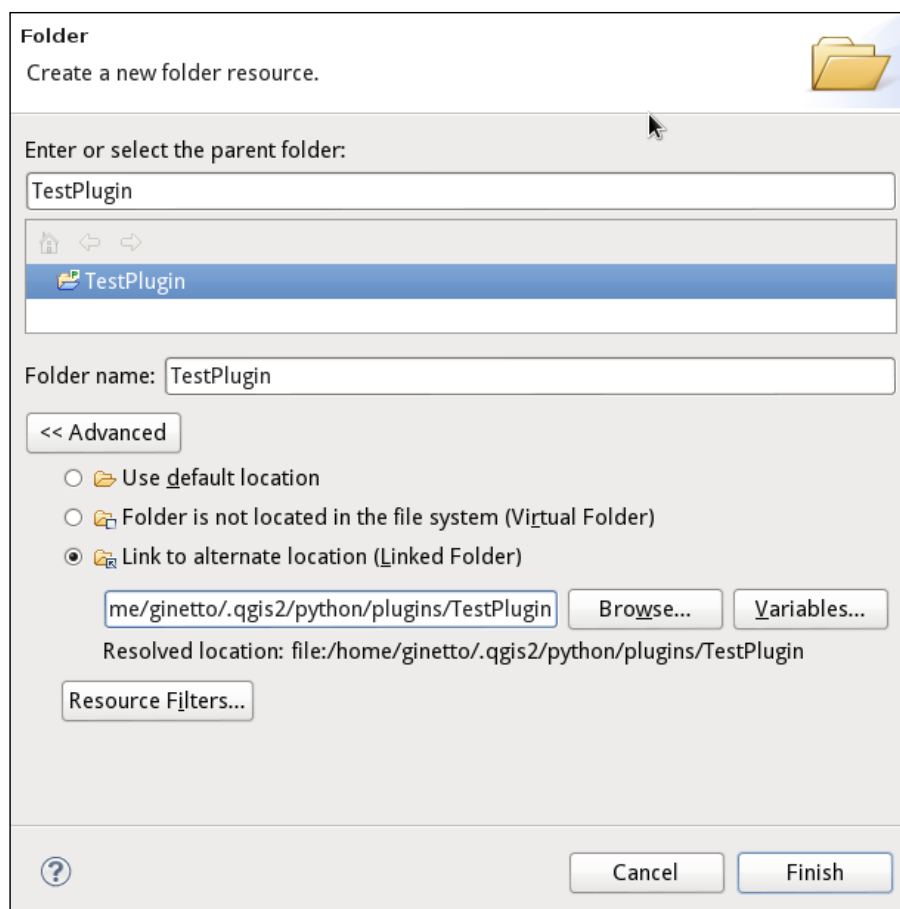 Folder
Create a new folder resource.
Enter or select the parent folder:
TestPlugin
TestPlugin
Folder name: TestPlugin
<< Advanced
Use default location
Folder is not located in the file system (Virtual Folder)
Link to alternate location (Linked Folder)
me/ginetto/.qgis2/python/plugins/TestPlugin Browse... Variables...
Resolved location: file:/home/ginetto/.qgis2/python/plugins/TestPlugin
Resource Filters...
? Cancel Finish